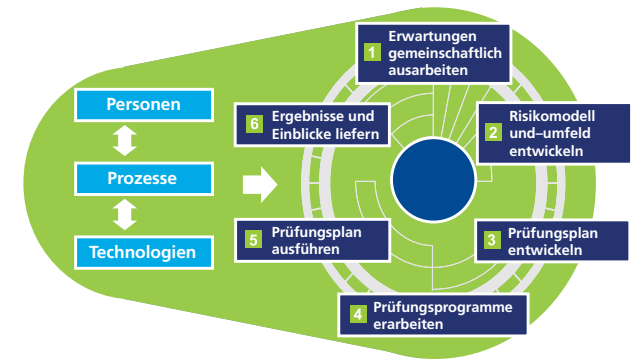 Personen
Prozesse
Technologien
1 Erwartungen
gemeinschaftlich
ausarbeiten
2 Risikomodell
und–umfeld
entwickeln
3 Prüfungsplan
entwickeln
4 Prüfungsprogramme
erarbeiten
5 Prüfungsplan
ausführen
6 Ergebnisse und
Einblicke liefern